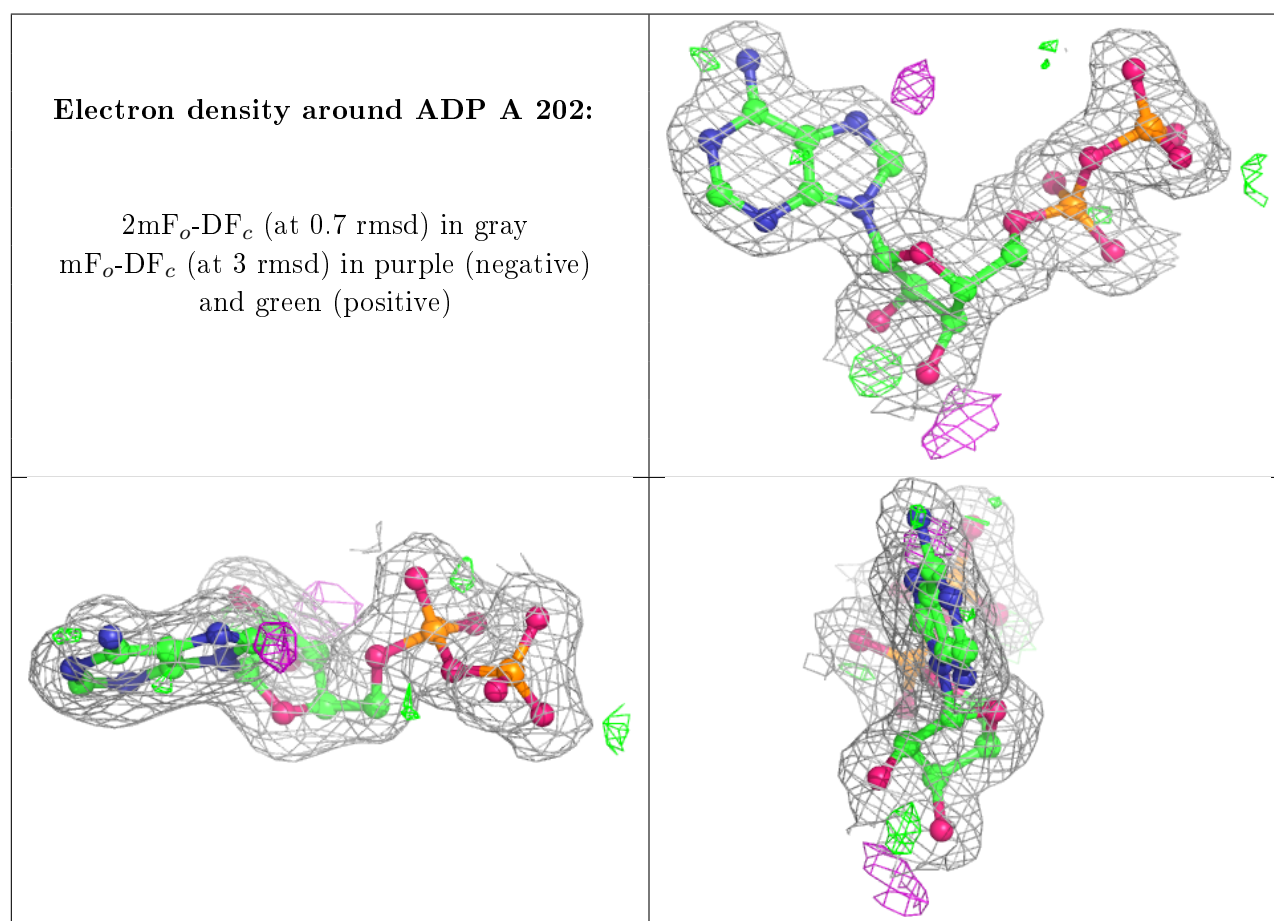 Electron density around ADP A 202:
2mFₒ-DF𝒸 (at 0.7 rmsd) in gray
mFₒ-DF𝒸 (at 3 rmsd) in purple (negative)
and green (positive)